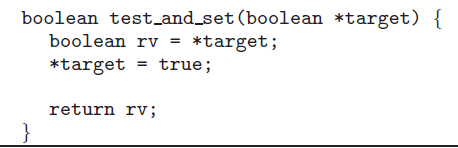 boolean test_and_set(boolean *target) {
boolean rv = *target;
*target = true;
return rv;
}